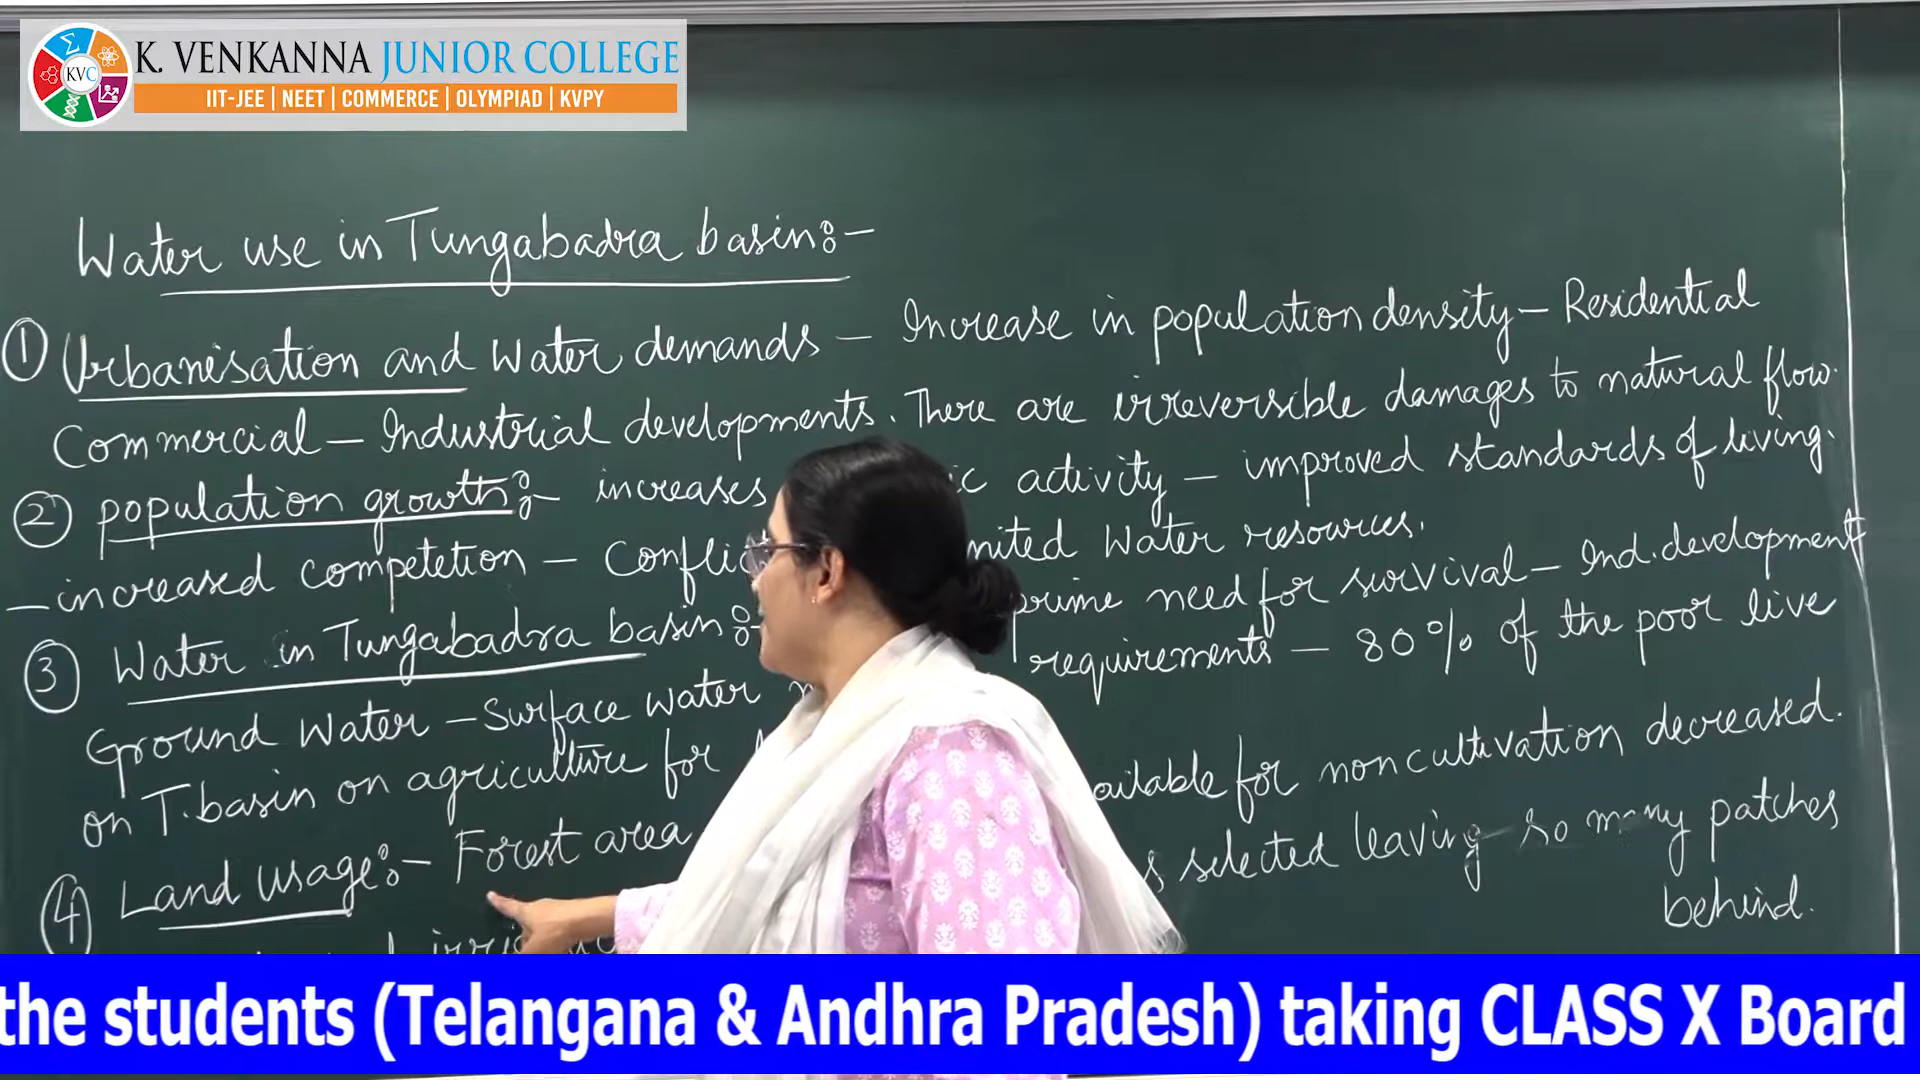 K. VENKANNA JUNIOR COLLEGE
KVC
IIT-JEE | NEET | COMMERCE | OLYMPIAD | KVPY
Water use in Tungabadra basin:-
① Urbanisation and Water demands - Increase in population density - Residential
Commercial - Industrial developments. There are irreversible damages to natural flow.
② population growth:- increases activity - improved standards of living.
- increased competetion - Water resources.
③ Water in Tungabadra basin:- prime need for survival - Ind. development
Ground Water - Surface water requirements - 80% of the poor live
on T. basin on agriculture for
④ Land usage:- Forest area for noncultivation decreased.
selected leaving so many patches
behind.
the students (Telangana & Andhra Pradesh) taking CLASS X Board